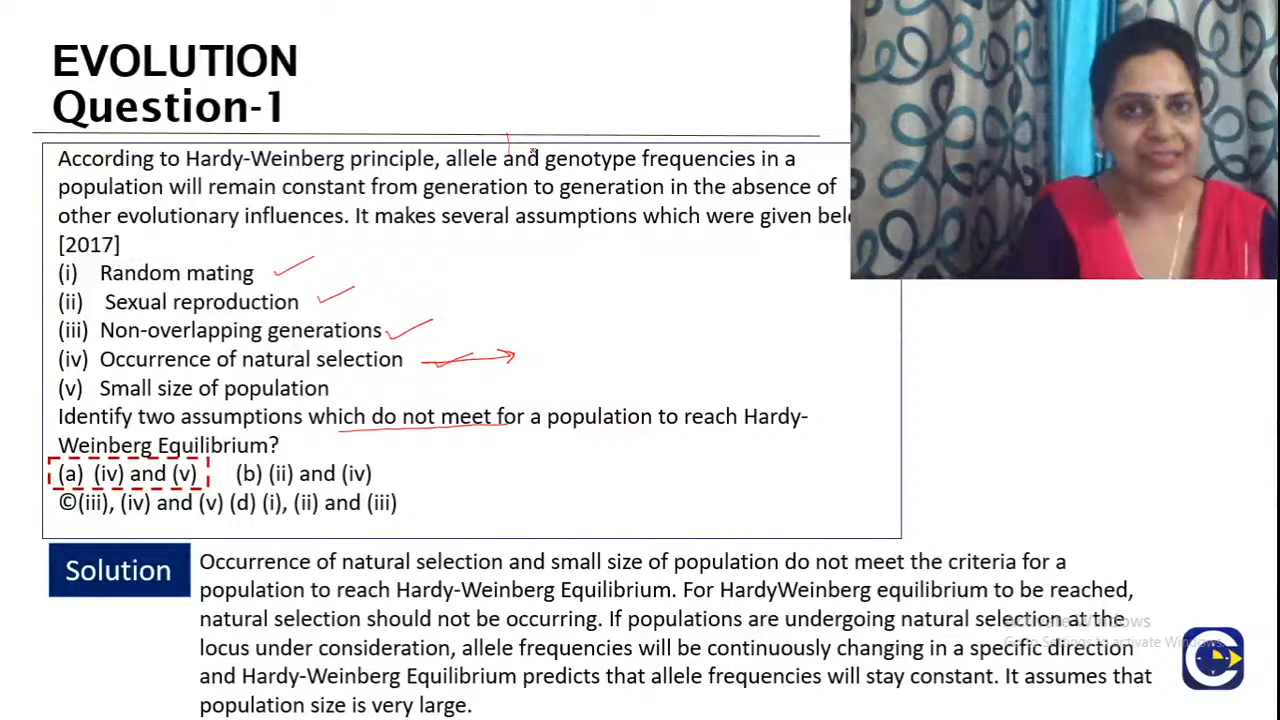 EVOLUTION
Question-1
According to Hardy-Weinberg principle, allele and genotype frequencies in a
population will remain constant from generation to generation in the absence of
other evolutionary influences. It makes several assumptions which were given
[2017]
(i) Random mating
(ii) Sexual reproduction
(iii) Non-overlapping generations
(iv) Occurrence of natural selection
(v) Small size of population
Identify two assumptions which do not meet for a population to reach Hardy-
Weinberg Equilibrium?
(a) (iv) and (v) (b) (ii) and (iv)
©(iii), (iv) and (v) (d) (i), (ii) and (iii)
Solution
Occurrence of natural selection and small size of population do not meet the criteria for a
population to reach Hardy-Weinberg Equilibrium. For HardyWeinberg equilibrium to be reached,
natural selection should not be occurring. If populations are undergoing natural selection at the
locus under consideration, allele frequencies will be continuously changing in a specific direction
and Hardy-Weinberg Equilibrium predicts that allele frequencies will stay constant. It assumes that
population size is very large.
Activate Windows
Go to Settings to activate Windows.